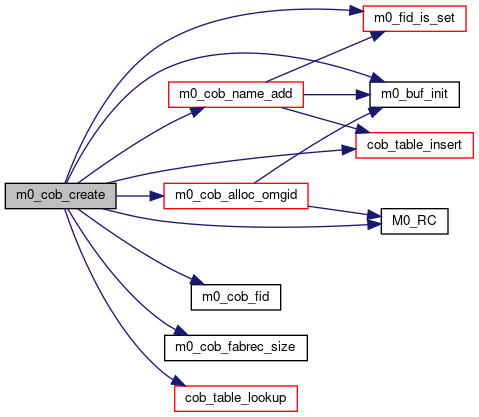 m0_fid_is_set
m0_cob_name_add
m0_buf_init
cob_table_insert
m0_cob_create
m0_cob_alloc_omgid
M0_RC
m0_cob_fid
m0_cob_fabrec_size
cob_table_lookup